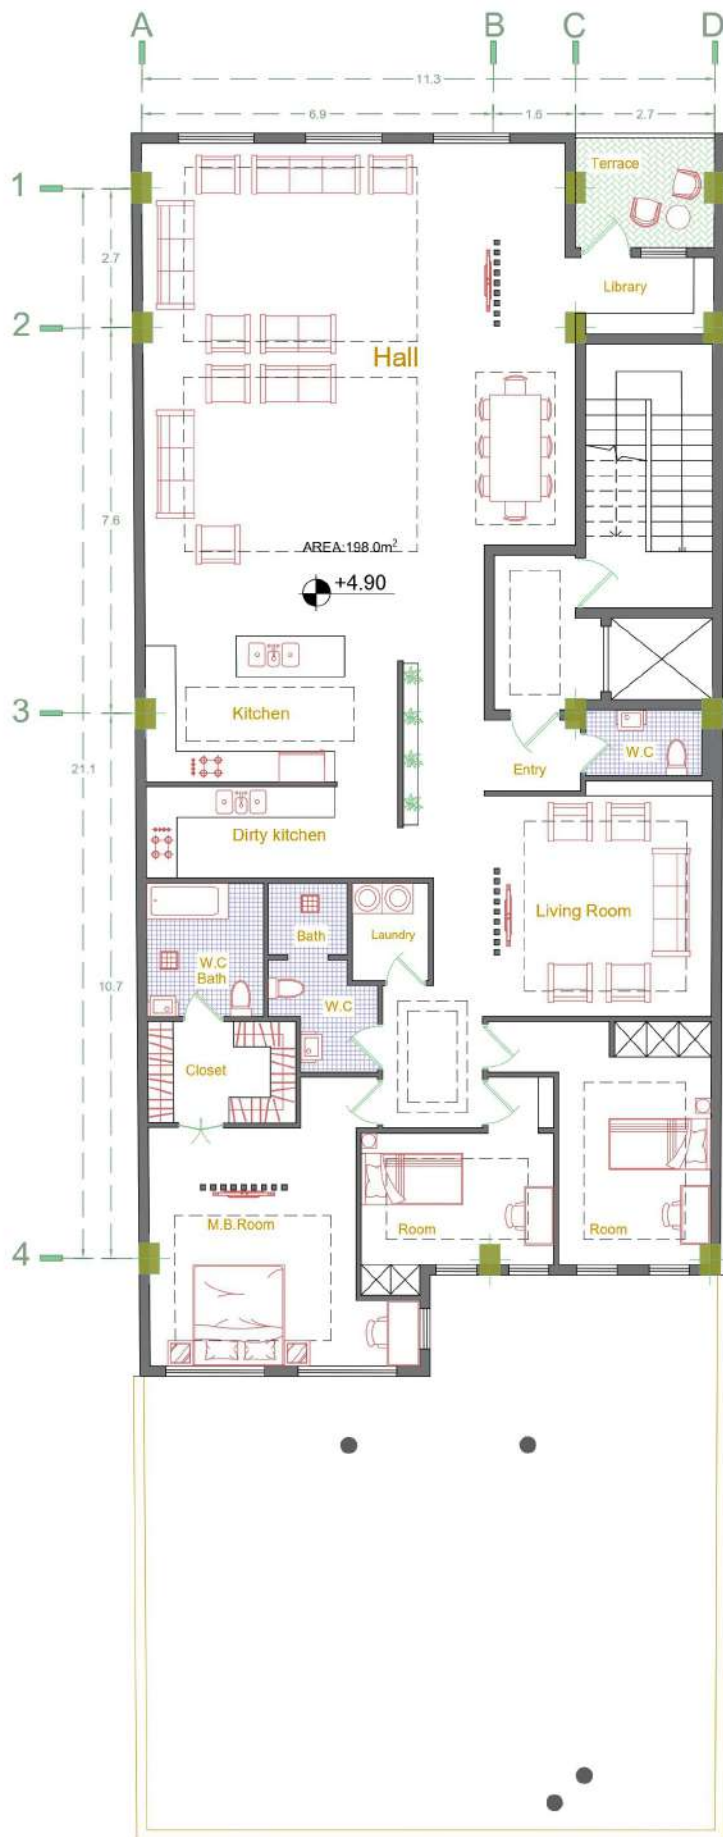 A B C D
11.3
6.9 1.6 2.7
Terrace
1
2.7
Library
2
Hall
7.6
AREA:198.0m²
+4.90
3
Kitchen
W.C
21.1
Entry
Dirty kitchen
Living Room
Bath
Laundry
W.C
Bath
10.7
W.C
Closet
M.B.Room
Room
Room
4